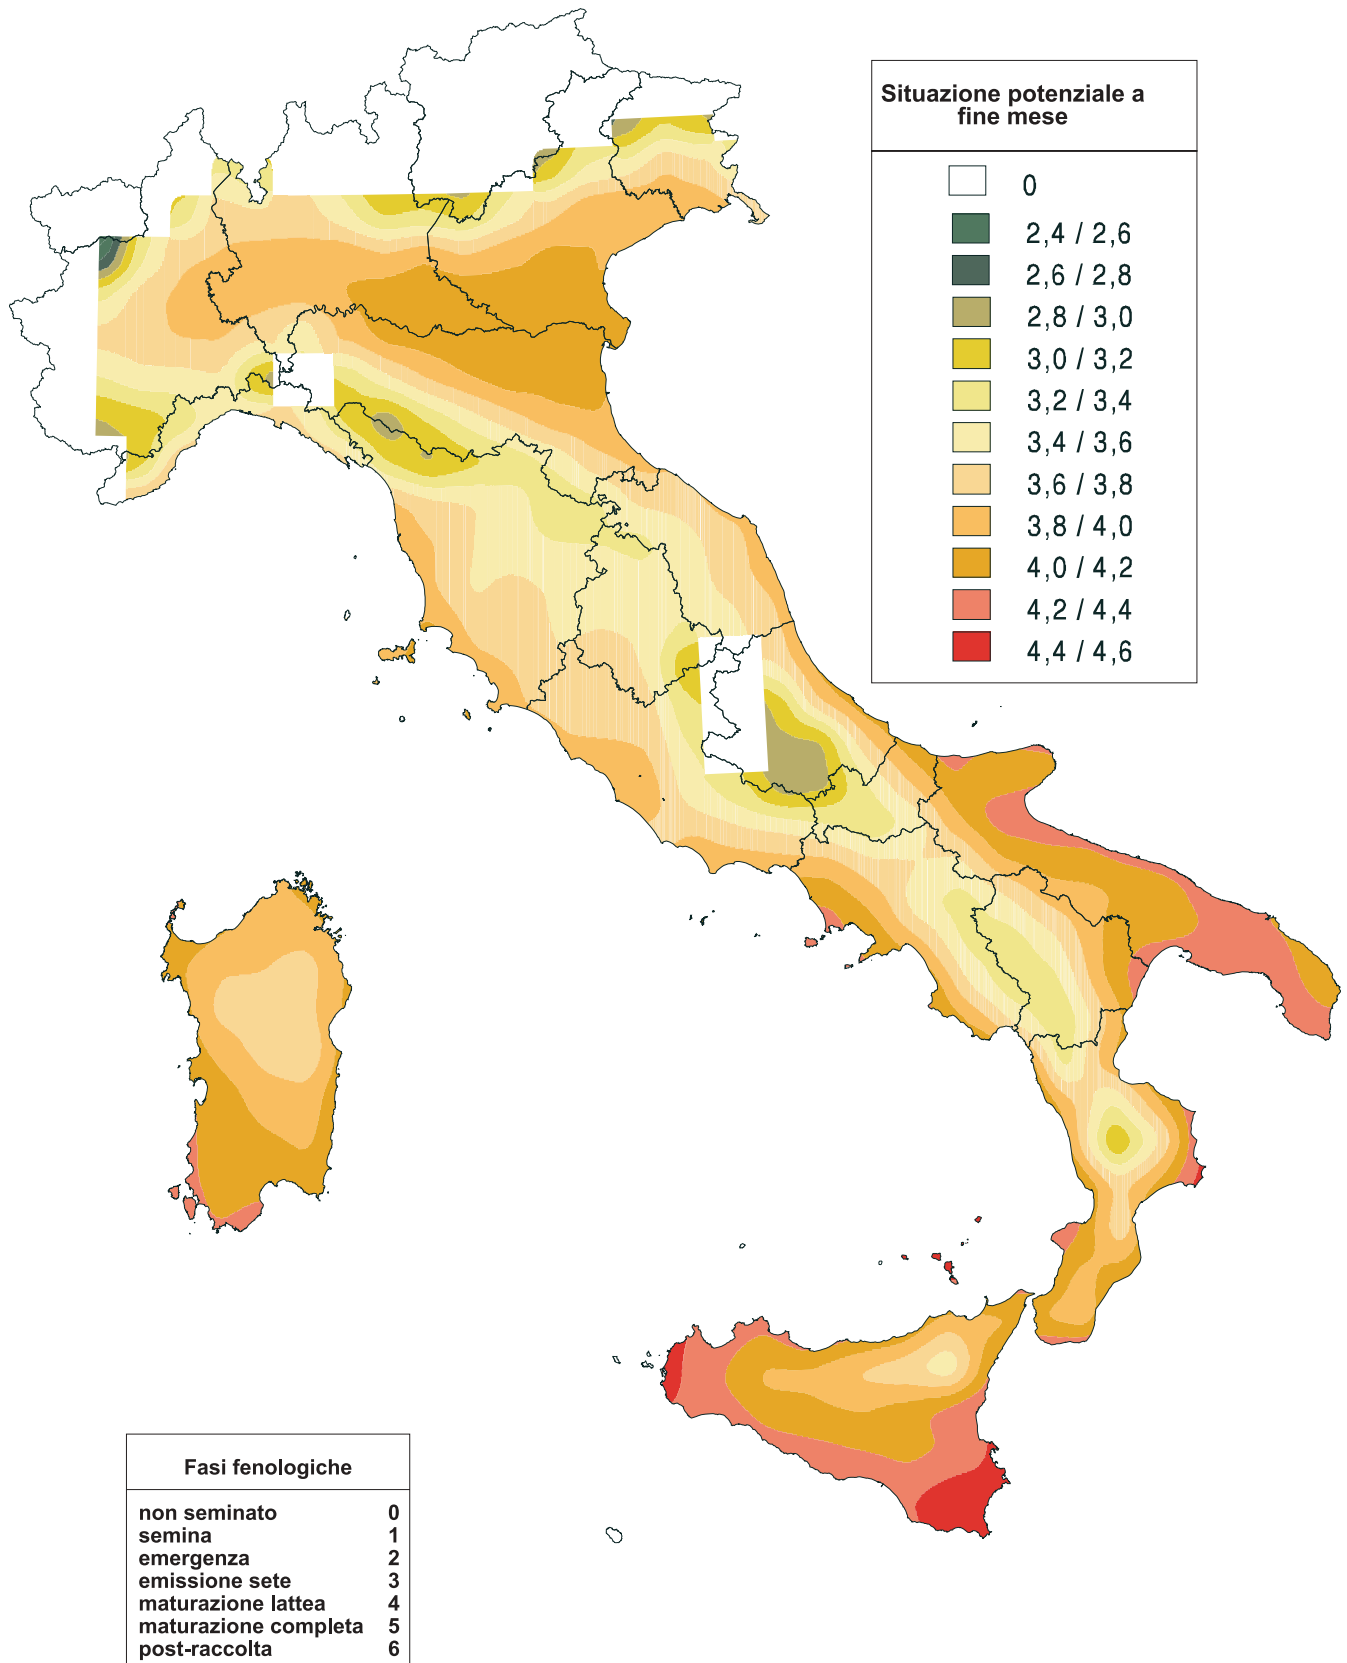 Situazione potenziale a
fine mese
0
2,4 / 2,6
2,6 / 2,8
2,8 / 3,0
3,0 / 3,2
3,2 / 3,4
3,4 / 3,6
3,6 / 3,8
3,8 / 4,0
4,0 / 4,2
4,2 / 4,4
4,4 / 4,6
Fasi fenologiche
non seminato 0
semina 1
emergenza 2
emissione sete 3
maturazione lattea 4
maturazione completa 5
post-raccolta 6